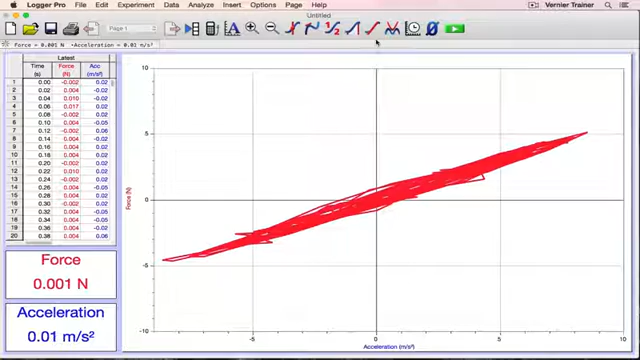 Logger Pro File Edit Experiment Data Analyze Insert Options Page Help Vernier Trainer
Untitled
Page 1
Force = 0.001 N • Acceleration = 0.01 m/s²
Latest
Time Force Acc
(s) (N) (m/s²)
1 0.00 -0.002 0.02
2 0.02 0.004 -0.02
3 0.04 0.010 -0.02
4 0.06 0.017 0.02
5 0.08 -0.002 0.02
6 0.10 -0.002 0.02
7 0.12 -0.002 0.06
8 0.14 0.004 -0.02
9 0.16 0.004 -0.02
10 0.18 0.004 0.02
11 0.20 -0.002 0.02
12 0.22 0.010 0.02
13 0.24 -0.002 0.02
14 0.26 0.004 -0.05
15 0.28 0.004 0.02
16 0.30 0.004 -0.05
17 0.32 0.004 0.02
18 0.34 0.004 -0.05
19 0.36 0.004 0.02
20 0.38 0.004 0.06
Force
0.001 N
Acceleration
0.01 m/s²
Force (N)
10
5
0
-5
-10
-5 0 5 10
Acceleration (m/s²)